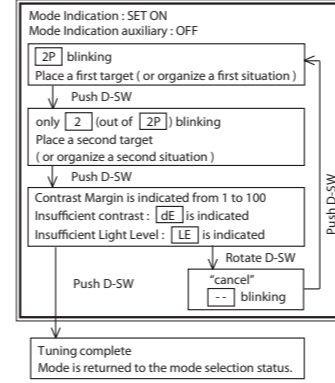 Mode Indication : SET ON
Mode Indication auxiliary : OFF
2P blinking
Place a first target ( or organize a first situation )
Push D-SW
only 2 (out of 2P ) blinking
Place a second target
( or organize a second situation )
Push D-SW
Contrast Margin is indicated from 1 to 100
Insufficient contrast : dE is indicated
Insufficient Light Level : LE is indicated
Rotate D-SW
Push D-SW
"cancel"
-- blinking
Push D-SW
Tuning complete
Mode is returned to the mode selection status.